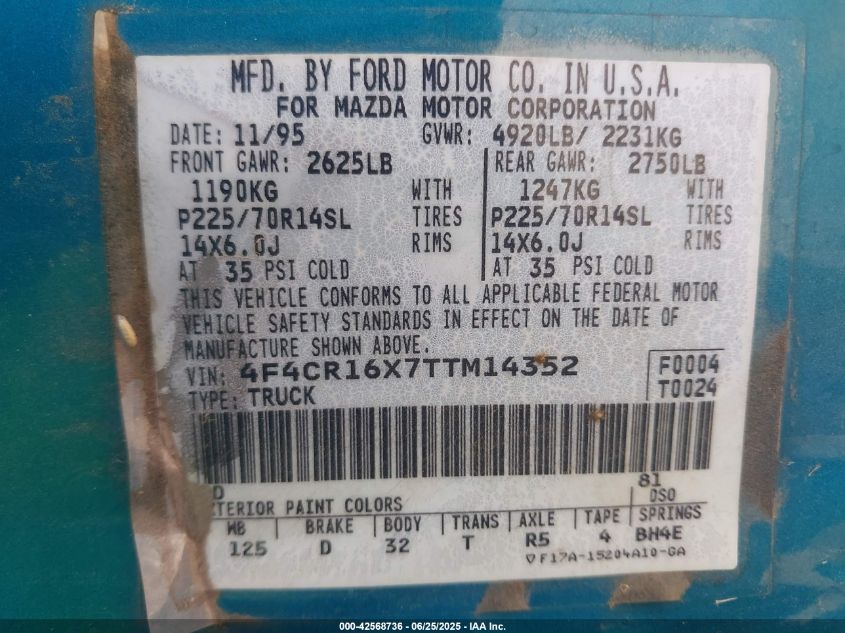 MFD. BY FORD MOTOR CO. IN U.S.A.
FOR MAZDA MOTOR CORPORATION
DATE: 11/95 GVWR: 4920LB/ 2231KG
FRONT GAWR: 2625LB REAR GAWR: 2750LB
1190KG WITH 1247KG WITH
P225/70R14SL TIRES P225/70R14SL TIRES
14X6.0J RIMS 14X6.0J RIMS
AT 35 PSI COLD AT 35 PSI COLD
THIS VEHICLE CONFORMS TO ALL APPLICABLE FEDERAL MOTOR
VEHICLE SAFETY STANDARDS IN EFFECT ON THE DATE OF
MANUFACTURE SHOWN ABOVE.
VIN: 4F4CR16X7TTM14352 F0004
TYPE: TRUCK T0024
D 81
TERIOR PAINT COLORS DSO
WB BRAKE BODY TRANS AXLE TAPE SPRINGS
125 D 32 T R5 4 BH4E
▽F17A-15204A10-GA
000-42568736 - 06/25/2025 - IAA Inc.